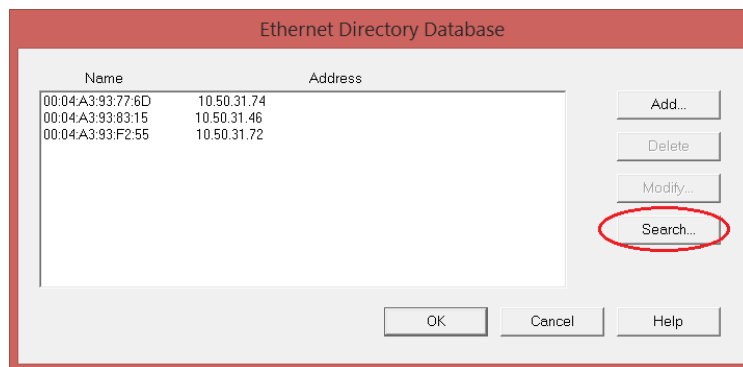 Ethernet Directory Database
Name Address
00:04:A3:93:77:6D 10.50.31.74
00:04:A3:93:83:15 10.50.31.46
00:04:A3:93:F2:55 10.50.31.72
Add...
Delete
Modify...
Search...
OK Cancel Help